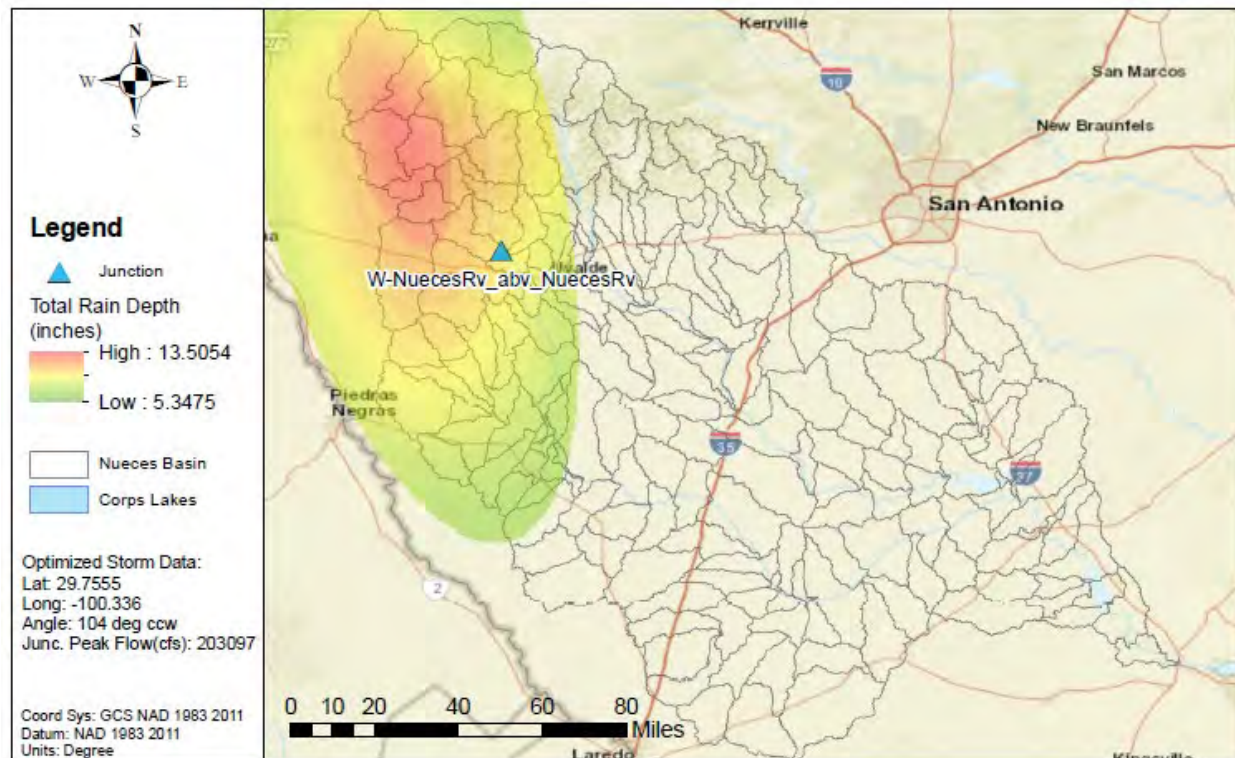 N
W
E
S
Legend
Junction
Total Rain Depth
(inches)
High : 13.5054
Low : 5.3475
Nueces Basin
Corps Lakes
Optimized Storm Data:
Lat: 29.7555
Long: -100.336
Angle: 104 deg ccw
Junc. Peak Flow(cfs): 203097
Coord Sys: GCS NAD 1983 2011
Datum: NAD 1983 2011
Units: Degree
277
Kerrville
10
San Marcos
New Braunfels
San Antonio
W-NuecesRv_abv_NuecesRv
Piedras
Negras
35
37
2
0 10 20 40 60 80
Miles
Laredo